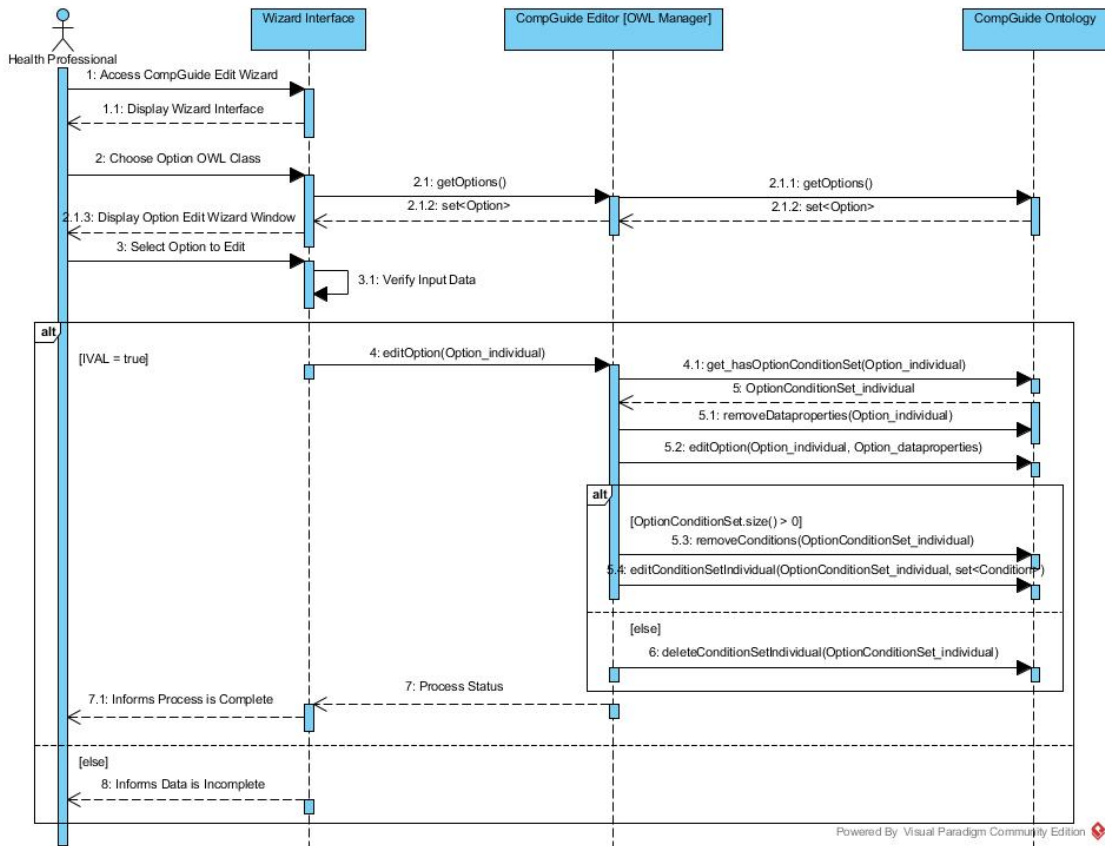 Wizard Interface
CompGuide Editor [OWL Manager]
CompGuide Ontology
Health Professional
1: Access CompGuide Edit Wizard
1.1: Display Wizard Interface
2: Choose Option OWL Class
2.1: getOptions()
2.1.1: getOptions()
2.1.2: set<Option>
2.1.2: set<Option>
2.1.3: Display Option Edit Wizard Window
3: Select Option to Edit
3.1: Verify Input Data
alt
[IVAL = true]
4: editOption(Option_individual)
4.1: get_hasOptionConditionSet(Option_individual)
5: OptionConditionSet_individual
5.1: removeDataproperties(Option_individual)
5.2: editOption(Option_individual, Option_dataproperties)
alt
[OptionConditionSet.size() > 0]
5.3: removeConditions(OptionConditionSet_individual)
5.4: editConditionSetIndividual(OptionConditionSet_individual, set<Condition>)
[else]
6: deleteConditionSetIndividual(OptionConditionSet_individual)
7: Process Status
7.1: Informs Process is Complete
[else]
8: Informs Data is Incomplete
Powered By Visual Paradigm Community Edition